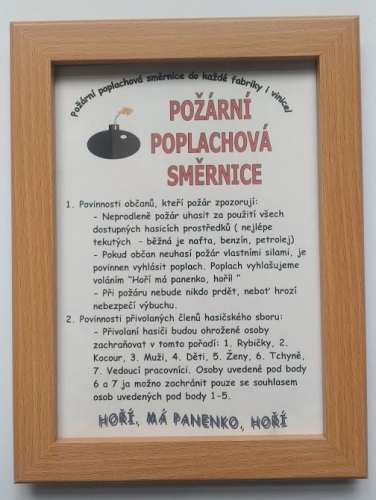 Požární poplachová směrnice do každé fabriky i vinice!
POŽÁRNÍ
POPLACHOVÁ
SMĚRNICE
1. Povinnosti občanů, kteří požár zpozorují:
- Neprodleně požár uhasit za použití všech
dostupných hasicích prostředků ( nejlépe
tekutých - běžná je nafta, benzín, petrolej)
- Pokud občan neuhasí požár vlastními silami, je
povinnen vyhlásit poplach. Poplach vyhlašujeme
voláním "Hoří má panenko, hoří! "
- Při požáru nebude nikdo prdět, neboť hrozí
nebezpečí výbuchu.
2. Povinnosti přivolaných členů hasičského sboru:
- Přivolaní hasiči budou ohrožené osoby
zachraňovat v tomto pořadí: 1. Rybičky, 2.
Kocour, 3. Muži, 4. Děti, 5. Ženy, 6. Tchyně,
7. Vedoucí pracovníci. Osoby uvedené pod body
6 a 7 ja možno zachránit pouze se souhlasem
osob uvedených pod body 1-5.
HOŘÍ, MÁ PANENKO, HOŘÍ